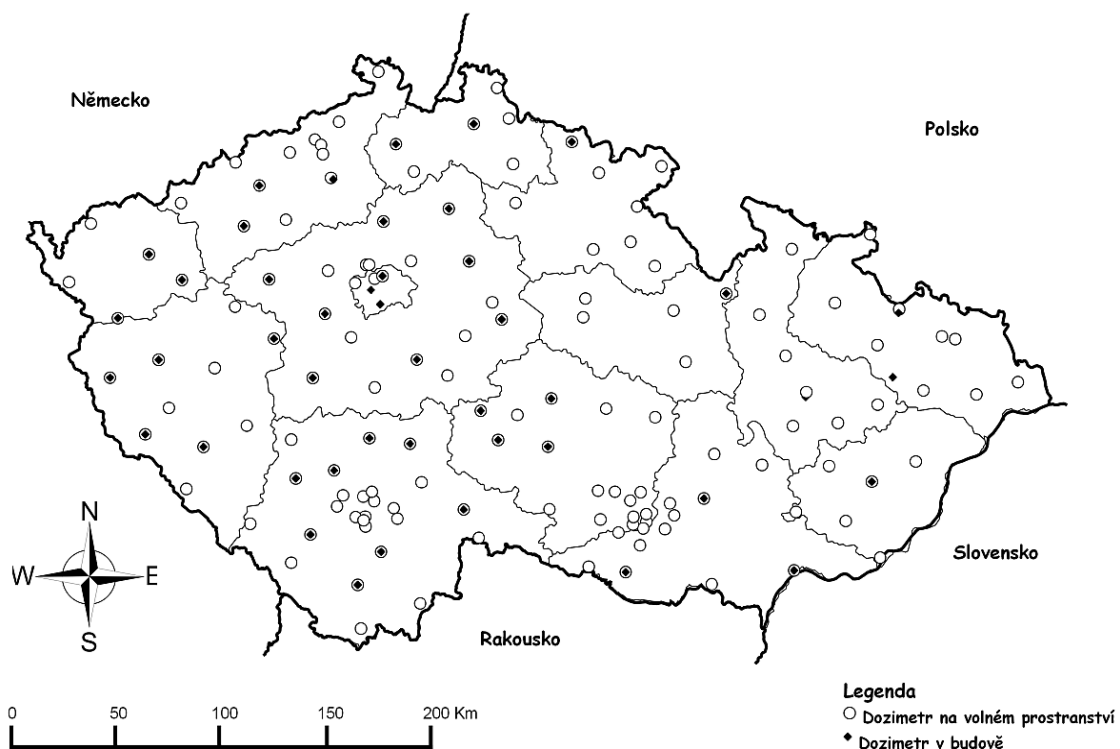 Německo
Polsko
N
W E
S
Slovensko
Rakousko
0 50 100 150 200 Km
Legenda
Dozimetr na volném prostranství
Dozimetr v budově